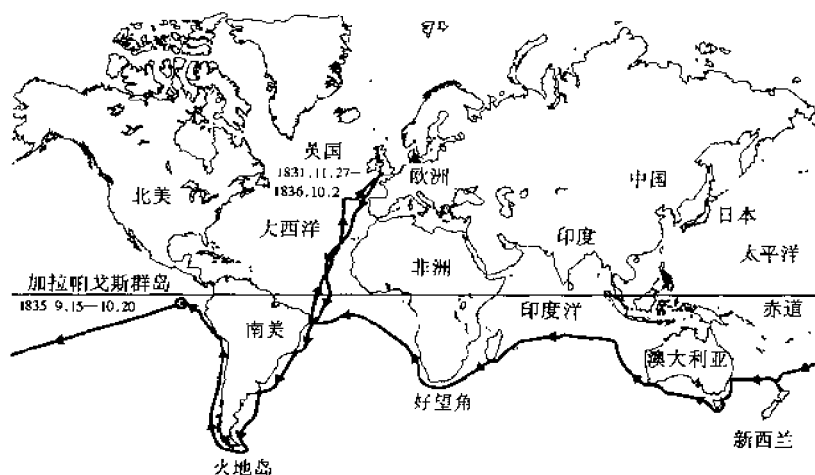 英国
1831.11.27—
1836.10.2
欧洲
中国
北美
日本
大西洋
印度
太平洋
非洲
加拉帕戈斯群岛
1835 9.15—10.20
印度洋
赤道
南美
澳大利亚
好望角
新西兰
火地岛